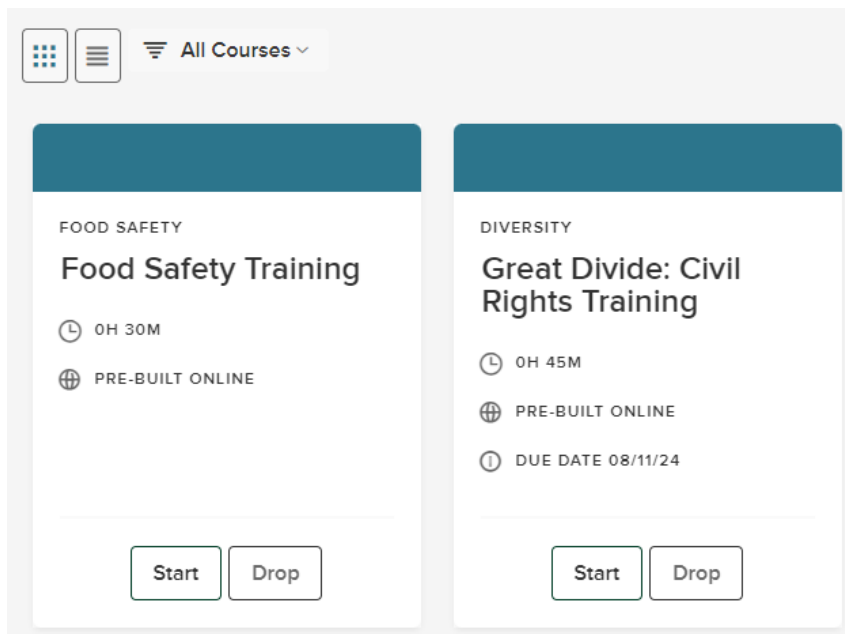 All Courses
FOOD SAFETY
Food Safety Training
0H 30M
PRE-BUILT ONLINE
Start
Drop
DIVERSITY
Great Divide: Civil
Rights Training
0H 45M
PRE-BUILT ONLINE
DUE DATE 08/11/24
Start
Drop